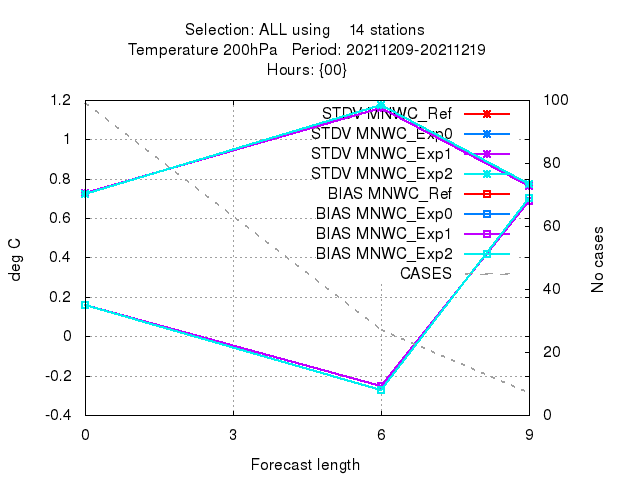 Selection: ALL using    14 stations
Temperature 200hPa   Period: 20211209-20211219
Hours: {00}
1.2
1
0.8
0.6
0.4
0.2
0
-0.2
-0.4
deg C
100
80
60
40
20
0
No cases
STDV MNWC_Ref
STDV MNWC_Exp0
STDV MNWC_Exp1
STDV MNWC_Exp2
BIAS MNWC_Ref
BIAS MNWC_Exp0
BIAS MNWC_Exp1
BIAS MNWC_Exp2
CASES
0 3 6 9
Forecast length